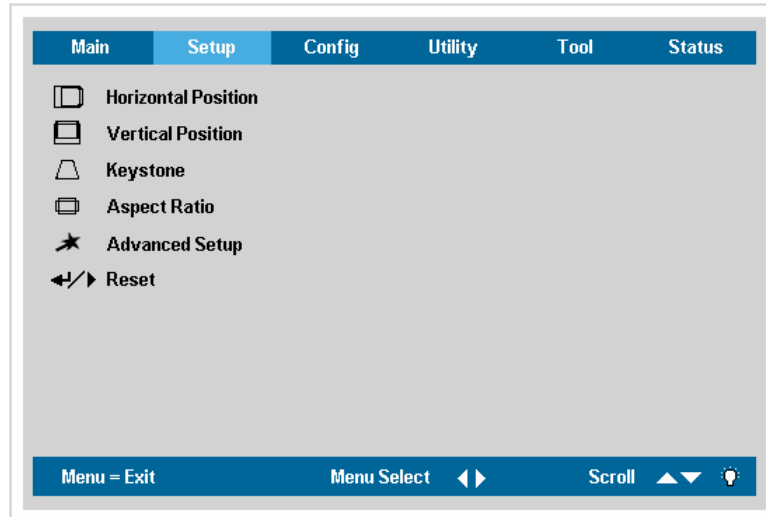 Main Setup Config Utility Tool Status
Horizontal Position
Vertical Position
Keystone
Aspect Ratio
Advanced Setup
Reset
Menu = Exit Menu Select Scroll